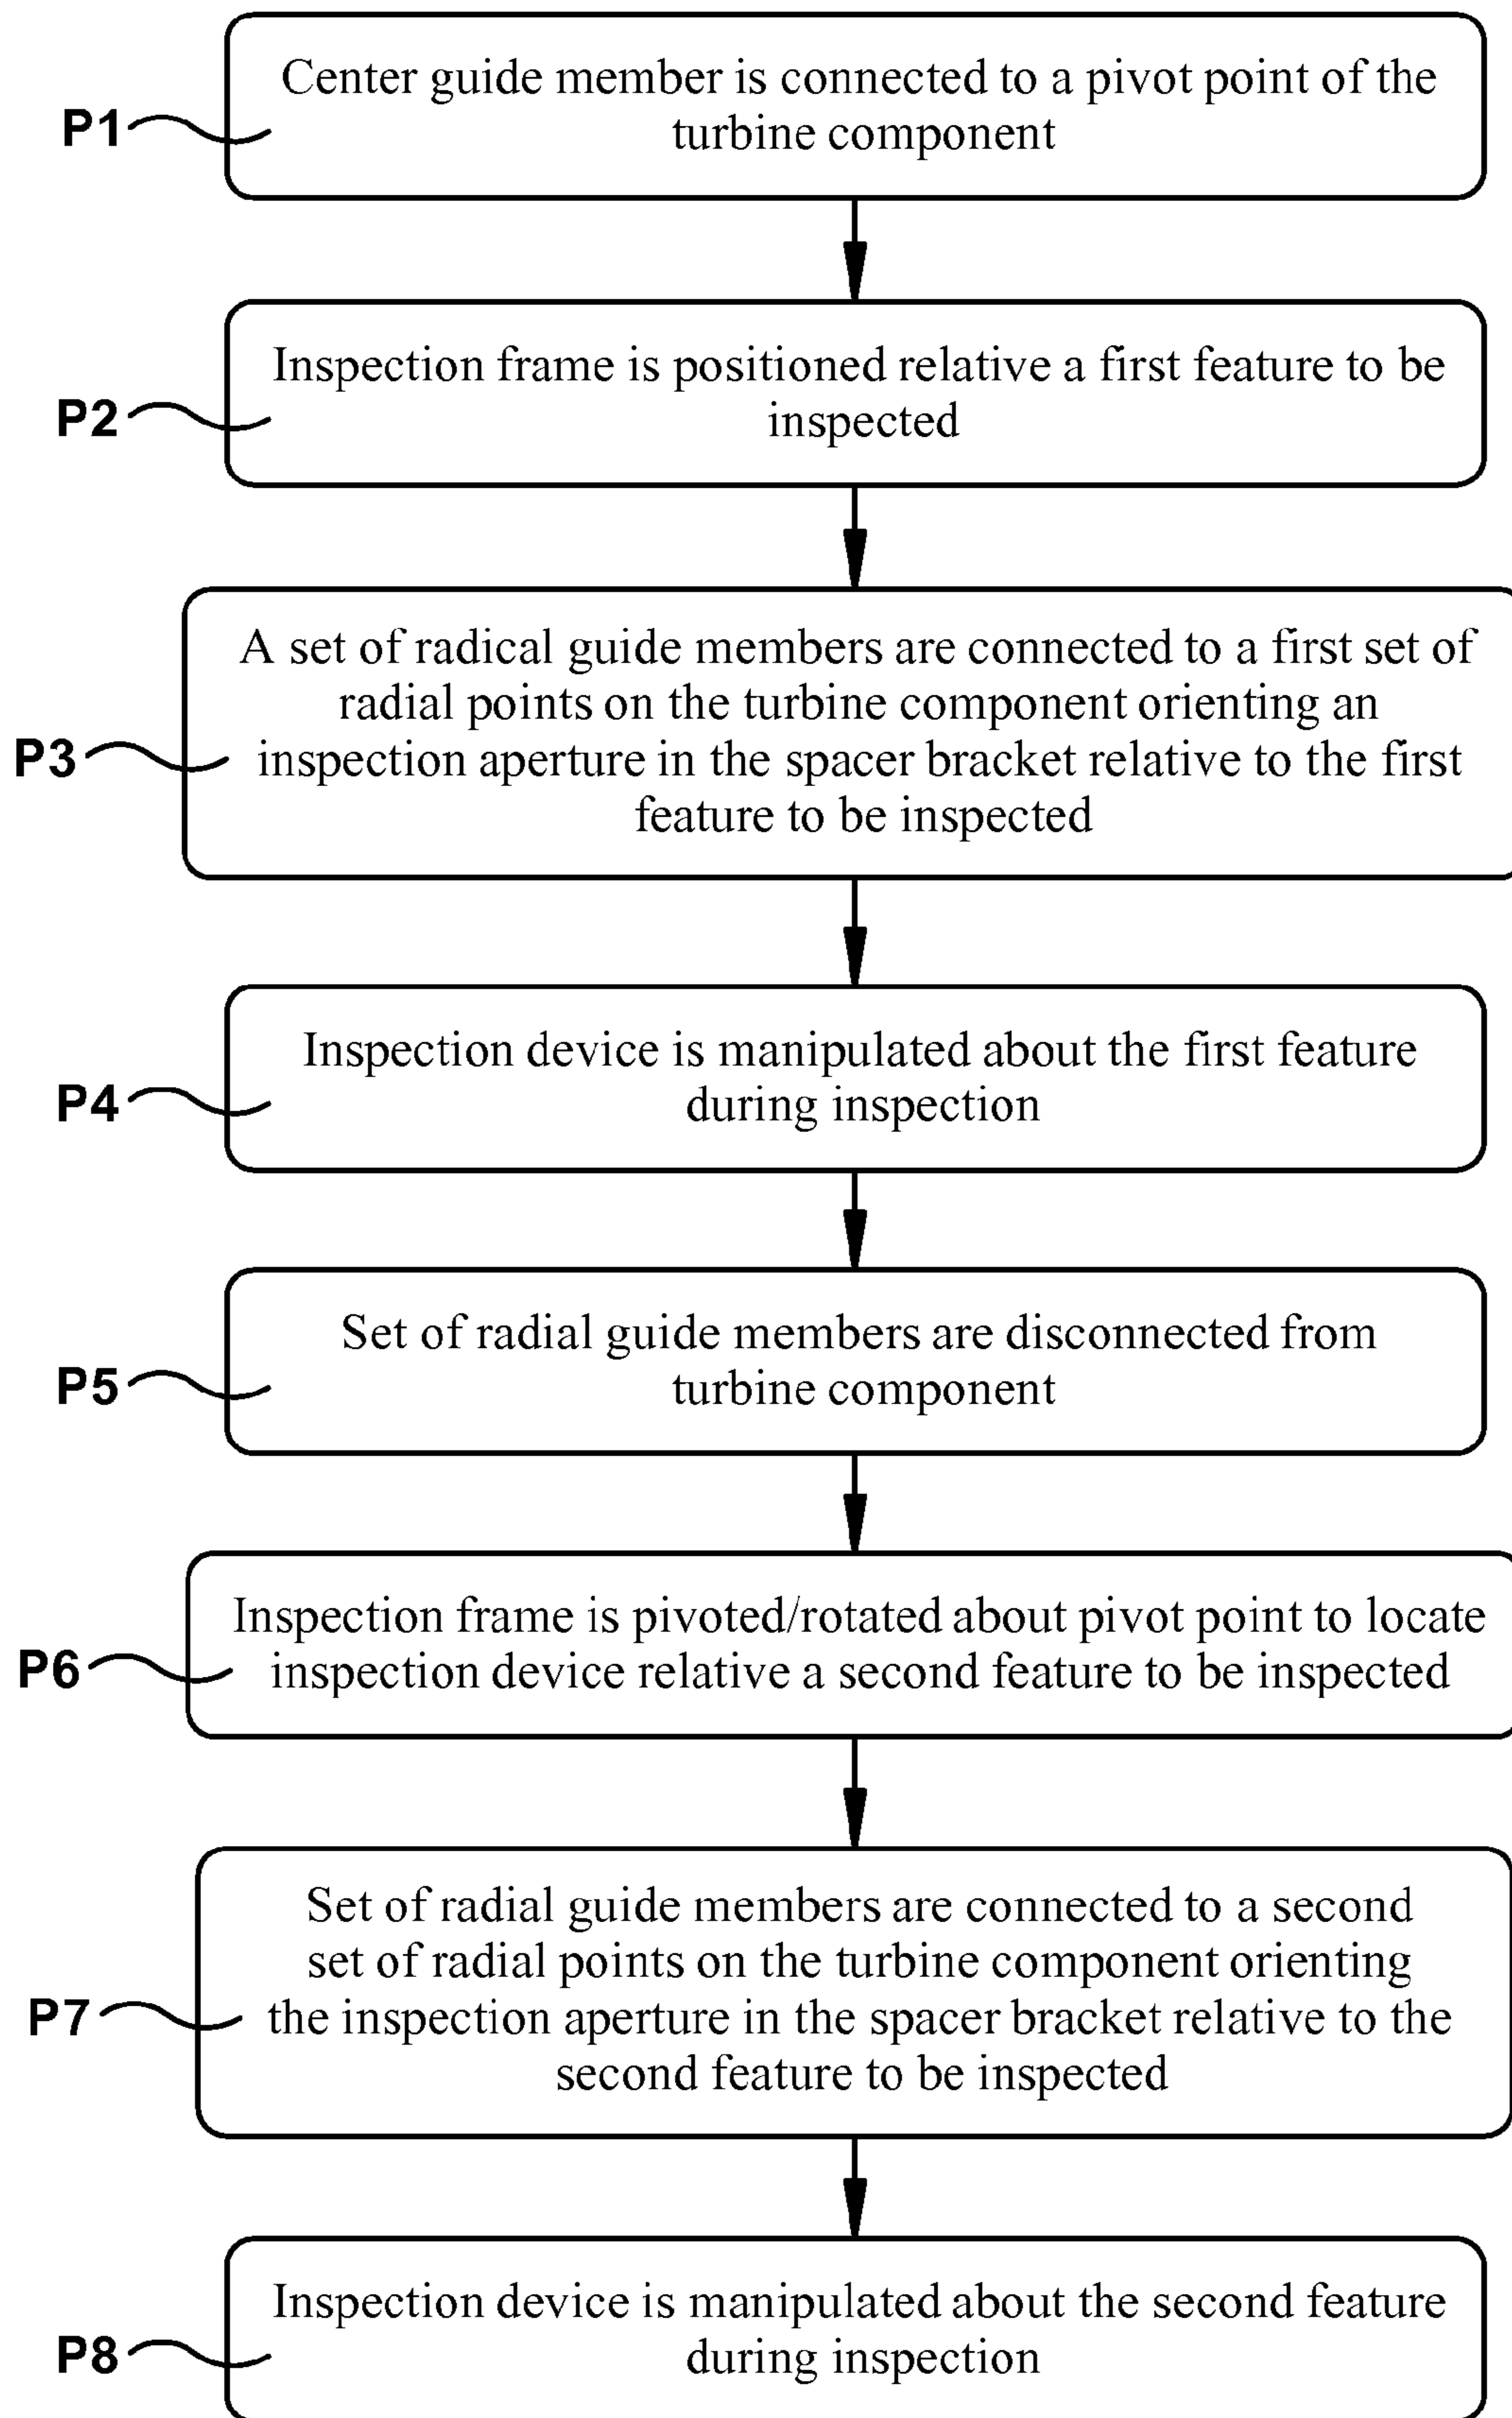 Center guide member is connected to a pivot point of the
turbine component
P1
Inspection frame is positioned relative a first feature to be
inspected
P2
A set of radical guide members are connected to a first set of
radial points on the turbine component orienting an
inspection aperture in the spacer bracket relative to the first
feature to be inspected
P3
Inspection device is manipulated about the first feature
during inspection
P4
Set of radial guide members are disconnected from
turbine component
P5
Inspection frame is pivoted/rotated about pivot point to locate
inspection device relative a second feature to be inspected
P6
Set of radial guide members are connected to a second
set of radial points on the turbine component orienting
the inspection aperture in the spacer bracket relative to the
second feature to be inspected
P7
Inspection device is manipulated about the second feature
during inspection
P8